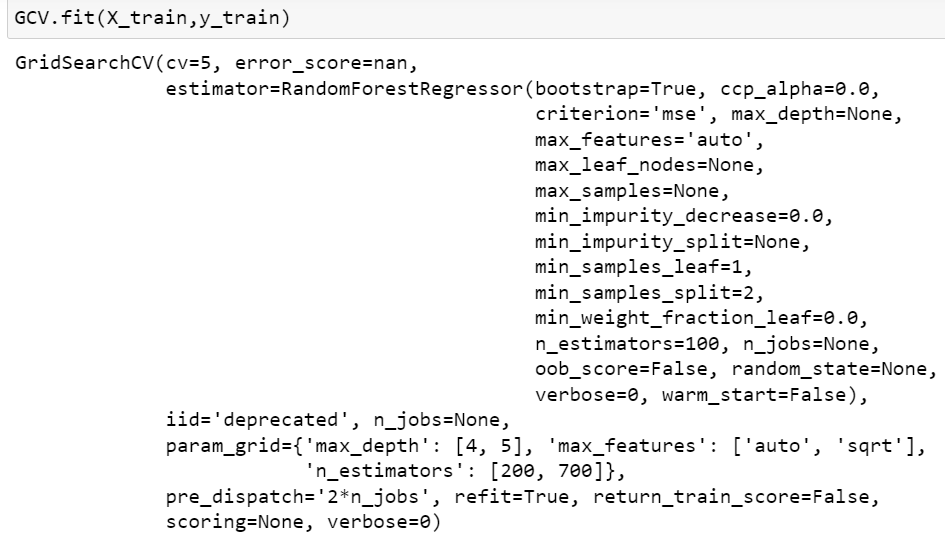 GCV.fit(X_train,y_train)
GridSearchCV(cv=5, error_score=nan,
estimator=RandomForestRegressor(bootstrap=True, ccp_alpha=0.0,
criterion='mse', max_depth=None,
max_features='auto',
max_leaf_nodes=None,
max_samples=None,
min_impurity_decrease=0.0,
min_impurity_split=None,
min_samples_leaf=1,
min_samples_split=2,
min_weight_fraction_leaf=0.0,
n_estimators=100, n_jobs=None,
oob_score=False, random_state=None,
verbose=0, warm_start=False),
iid='deprecated', n_jobs=None,
param_grid={'max_depth': [4, 5], 'max_features': ['auto', 'sqrt'],
'n_estimators': [200, 700]},
pre_dispatch='2*n_jobs', refit=True, return_train_score=False,
scoring=None, verbose=0)